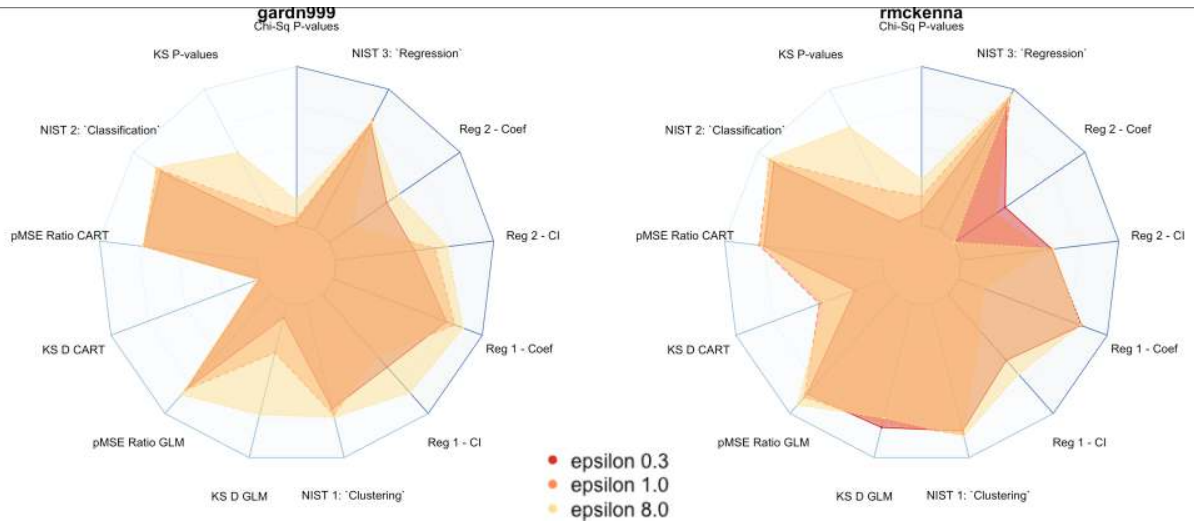 gardn999
Chi-Sq P-values
KS P-values
NIST 3: `Regression`
NIST 2: `Classification`
Reg 2 - Coef
pMSE Ratio CART
Reg 2 - CI
KS D CART
Reg 1 - Coef
pMSE Ratio GLM
Reg 1 - CI
KS D GLM
NIST 1: `Clustering`
rmckenna
Chi-Sq P-values
KS P-values
NIST 3: `Regression`
NIST 2: `Classification`
Reg 2 - Coef
pMSE Ratio CART
Reg 2 - CI
KS D CART
Reg 1 - Coef
pMSE Ratio GLM
Reg 1 - CI
KS D GLM
NIST 1: `Clustering`
epsilon 0.3
epsilon 1.0
epsilon 8.0